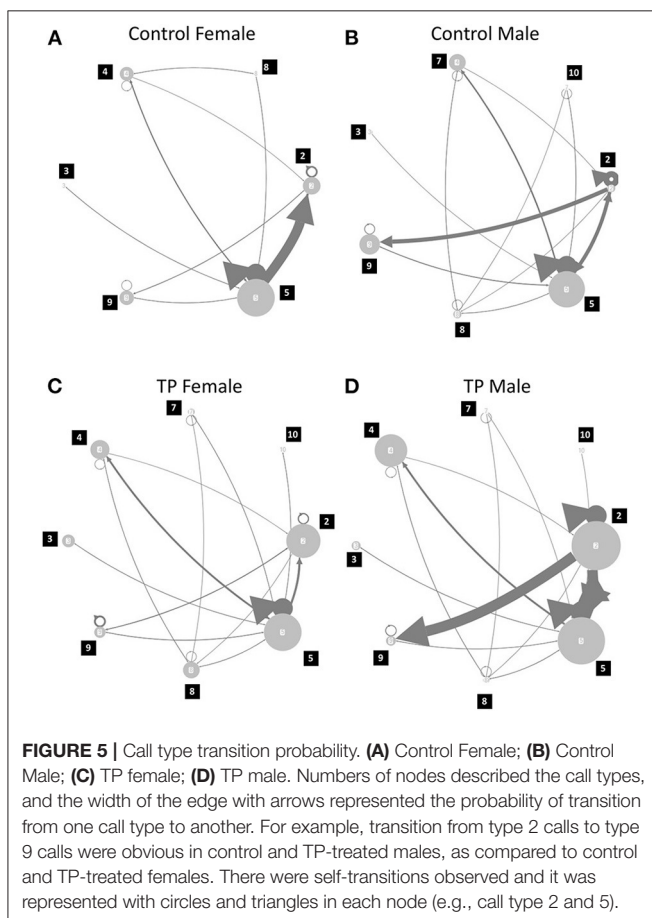 A
Control Female
4
8
2
3
9
5
B
Control Male
7
10
3
2
9
5
8
C
TP Female
7
4
10
2
3
9
5
8
D
TP Male
7
4
10
2
3
9
5
8
FIGURE 5 | Call type transition probability. (A) Control Female; (B) Control
Male; (C) TP female; (D) TP male. Numbers of nodes described the call types,
and the width of the edge with arrows represented the probability of transition
from one call type to another. For example, transition from type 2 calls to type
9 calls were obvious in control and TP-treated males, as compared to control
and TP-treated females. There were self-transitions observed and it was
represented with circles and triangles in each node (e.g., call type 2 and 5).